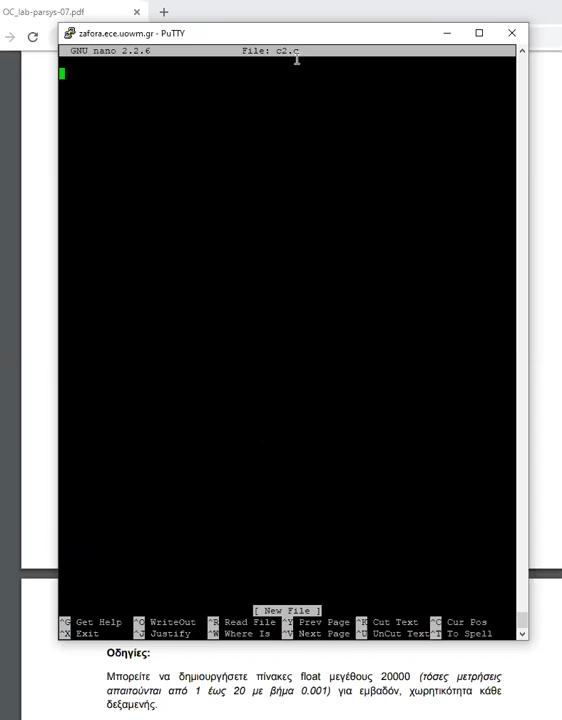 OC_lab-parsys-07.pdf
zafora.ece.uowm.gr - PuTTY
GNU nano 2.2.6 File: c2.c
[ New File ]
^G Get Help ^O WriteOut ^R Read File ^Y Prev Page ^K Cut Text ^C Cur Pos
^X Exit ^J Justify ^W Where Is ^V Next Page ^U UnCut Text ^T To Spell
Οδηγίες:
Μπορείτε να δημιουργήσετε πίνακες float μεγέθους 20000 (τόσες μετρήσεις
απαιτούνται από 1 έως 20 με βήμα 0.001) για εμβαδόν, χωρητικότητα κάθε
δεξαμενής.